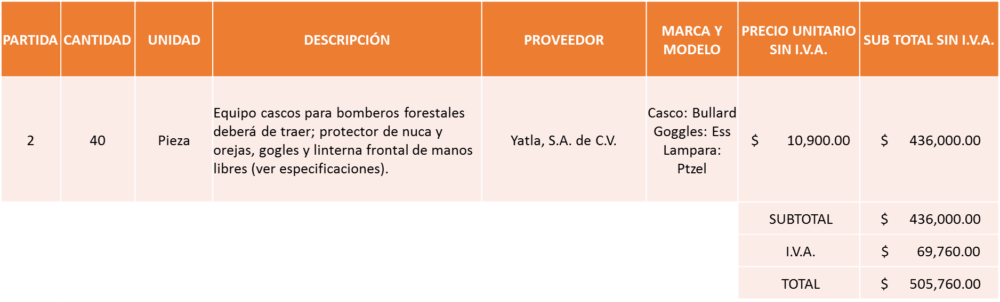 PARTIDA CANTIDAD UNIDAD DESCRIPCIÓN PROVEEDOR MARCA Y MODELO PRECIO UNITARIO SIN I.V.A. SUB TOTAL SIN I.V.A.
2
40
Pieza
Equipo cascos para bomberos forestales
deberá de traer; protector de nuca y
orejas, gogles y linterna frontal de manos
libres (ver especificaciones).
Yatla, S.A. de C.V.
Casco: Bullard
Goggles: Ess
Lampara:
Ptzel
$ 10,900.00
$ 436,000.00
SUBTOTAL $ 436,000.00
I.V.A. $ 69,760.00
TOTAL $ 505,760.00